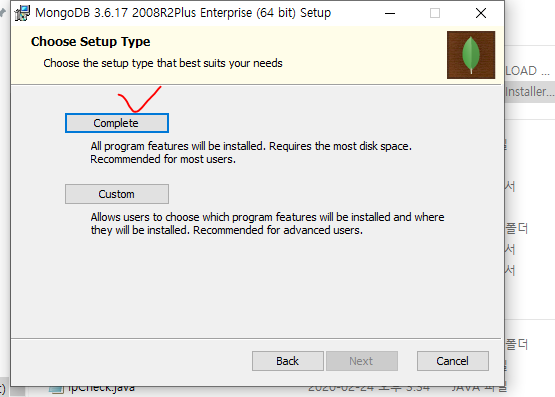 MongoDB 3.6.17 2008R2Plus Enterprise (64 bit) Setup
Choose Setup Type
Choose the setup type that best suits your needs
LOAD ...
Installer...
Complete
All program features will be installed. Requires the most disk space.
Recommended for most users.
서
Custom
Allows users to choose which program features will be installed and where
they will be installed. Recommended for advanced users.
폴더
서
서
폴더
Back
Next
Cancel
IpCheck.java
2020-02-24 오후 5:54
JAVA 파일